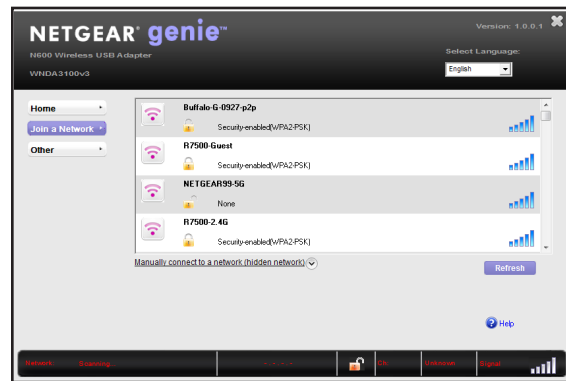 NETGEAR® genie™
Version: 1.0.0.1
N600 Wireless USB Adapter
Select Language:
WNDA3100v3
English
Home
Join a Network
Other
Buffalo-G-0927-p2p
Security-enabled(WPA2-PSK)
R7500-Guest
Security-enabled(WPA2-PSK)
NETGEAR99-5G
None
R7500-2.4G
Security-enabled(WPA2-PSK)
Manually connect to a network (hidden network)
Refresh
? Help
Network: Scanning... - . - . - . - Ch. Unknown Signal